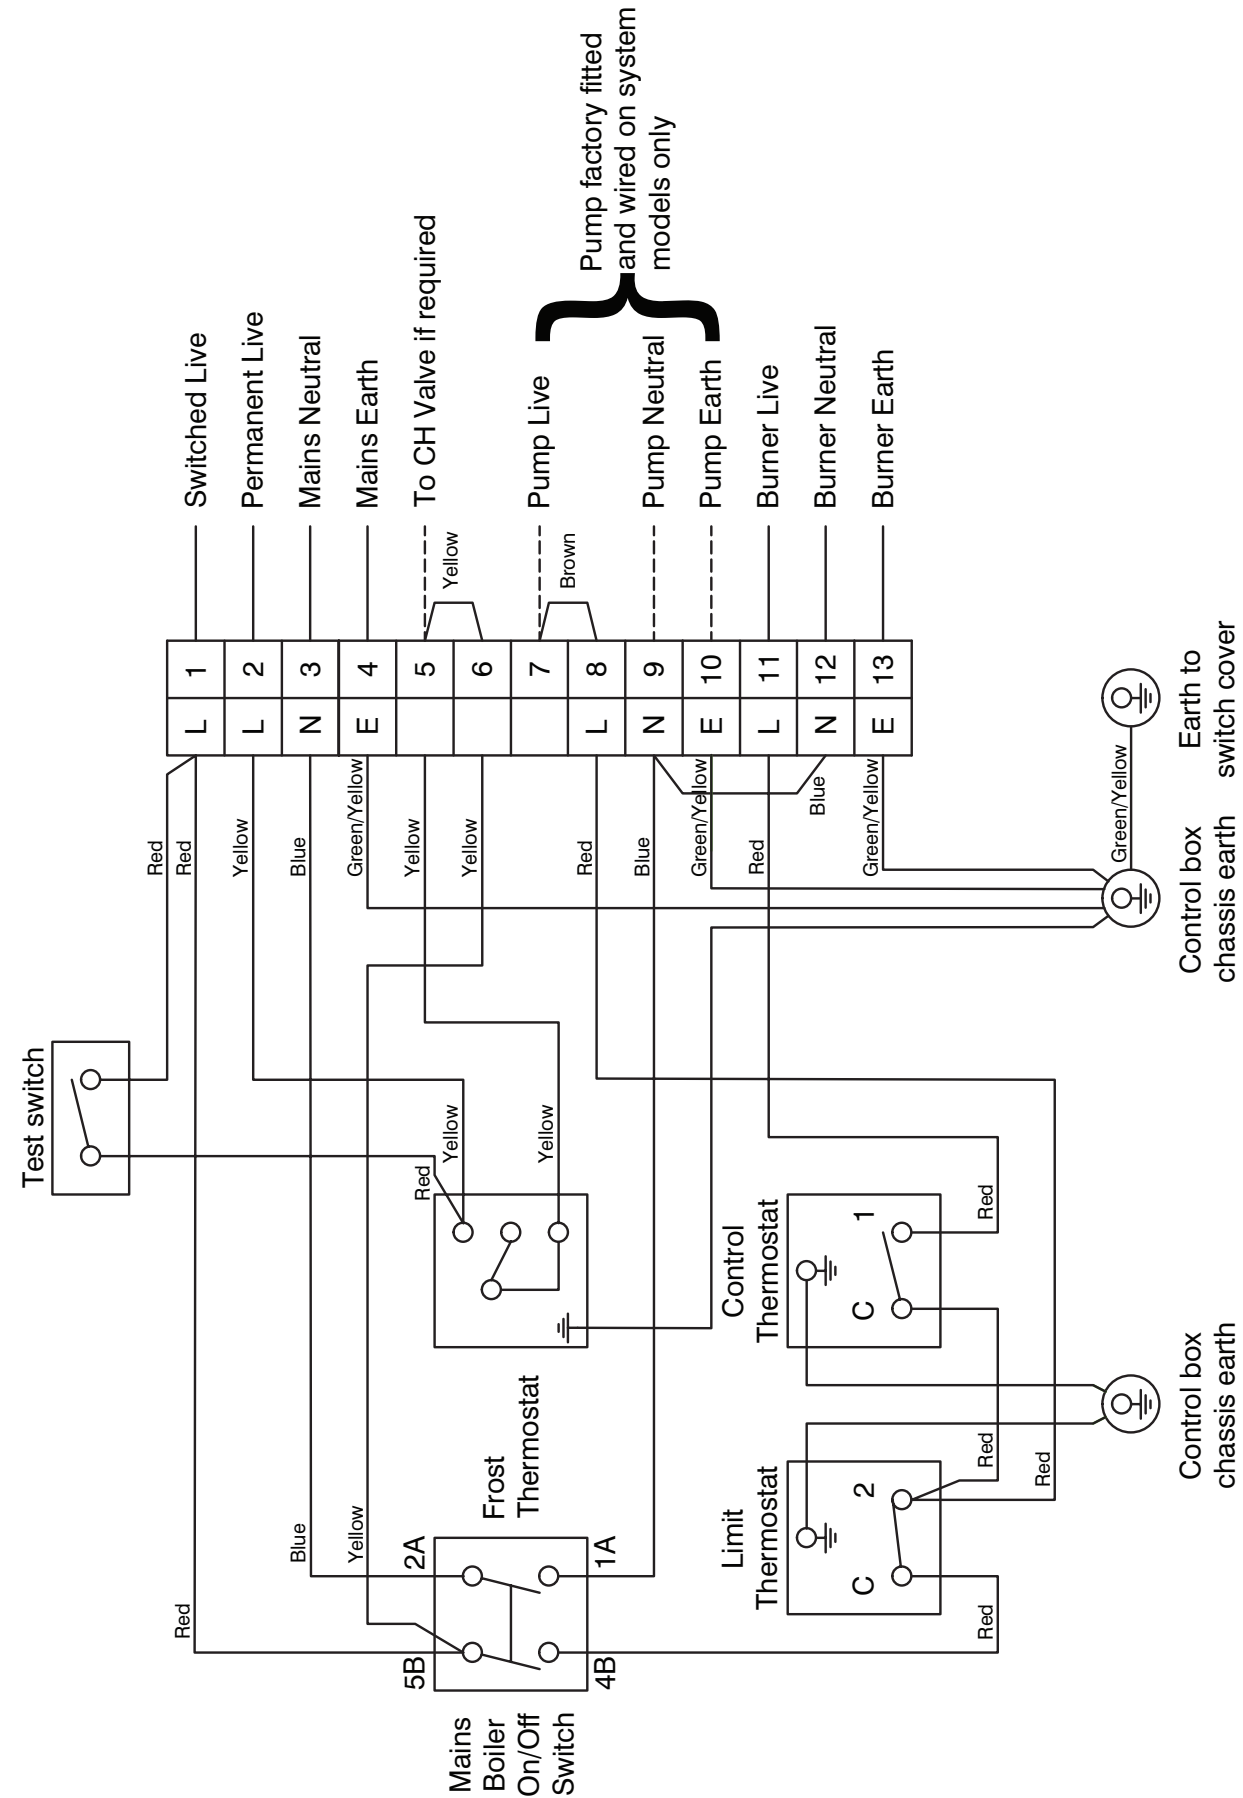 Test switch
Mains
Boiler
On/Off
Switch
5B
2A
4B
1A
Red
Blue
Yellow
Frost
Thermostat
Red
Yellow
Yellow
Red
Red
Yellow
Blue
Green/Yellow
Yellow
Yellow
Red
Blue
Green/Yellow
Red
Blue
Green/Yellow
L 1 Switched Live
L 2 Permanent Live
N 3 Mains Neutral
E 4 Mains Earth
5 To CH Valve if required
Yellow
6
7 Pump Live
Brown
L 8
N 9 Pump Neutral
E 10 Pump Earth
L 11 Burner Live
N 12 Burner Neutral
E 13 Burner Earth
Pump factory fitted
and wired on system
models only
Limit
Thermostat
C
2
Red
Red
Red
Control
Thermostat
C
1
Red
Control box
chassis earth
Control box
chassis earth
Green/Yellow
Earth to
switch cover